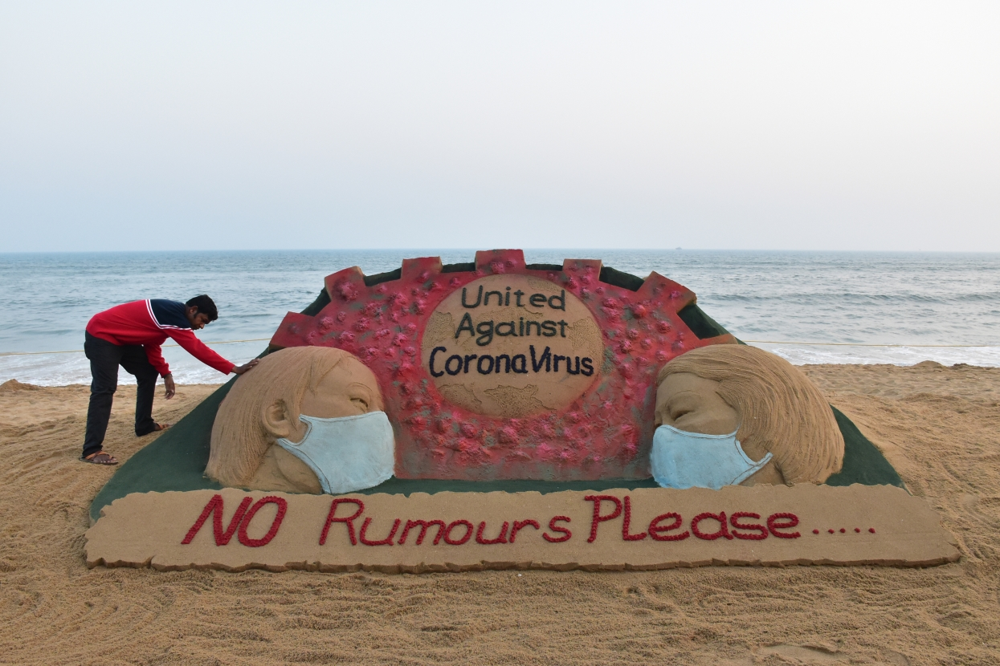 United
Against
CoronaVirus
NO Rumours PLease.....